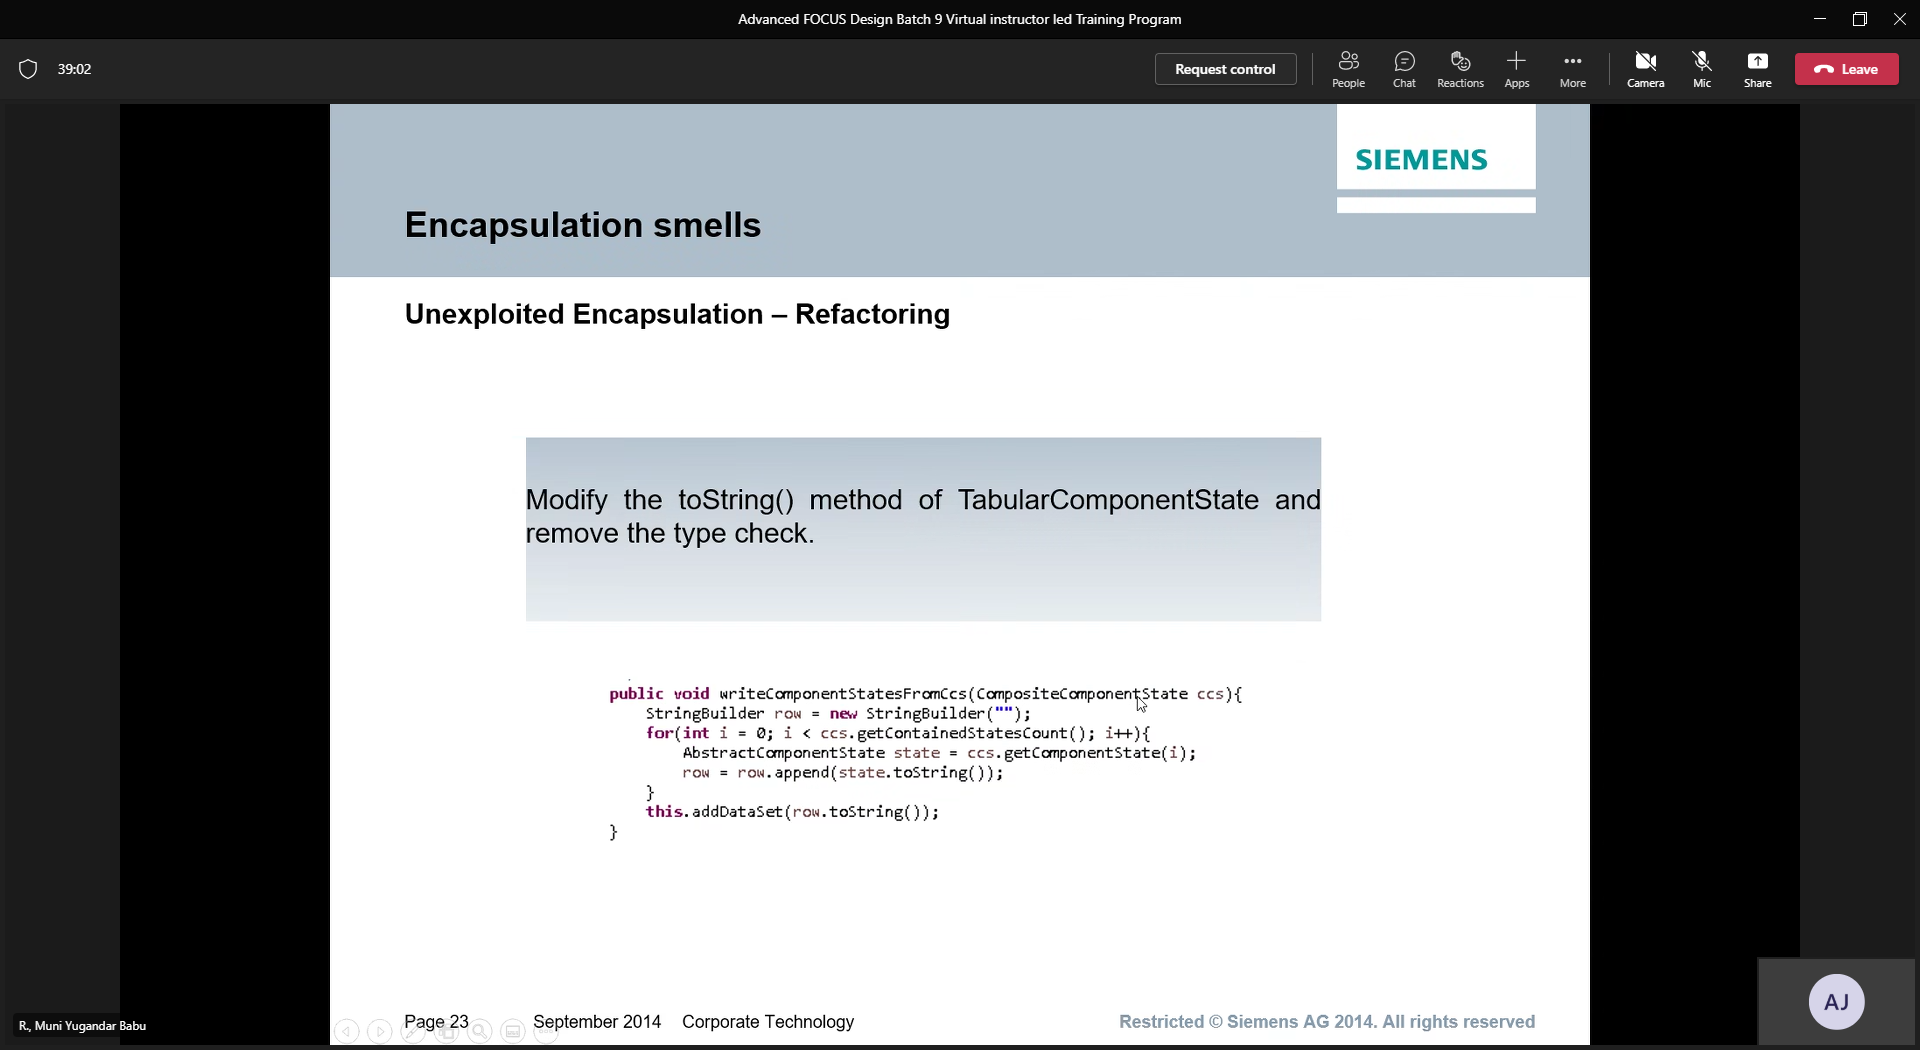 Advanced FOCUS Design Batch 9 Virtual instructor led Training Program
39:02
Request control
People
Chat
Reactions
Apps
More
Camera
Mic
Share
Leave
SIEMENS
Encapsulation smells
Unexploited Encapsulation – Refactoring
Modify the toString() method of TabularComponentState and
remove the type check.
public void writeComponentStatesFromCcs(CompositeComponentState ccs){
StringBuilder row = new StringBuilder("");
for(int i = 0; i < ccs.getContainedStatesCount(); i++){
AbstractComponentState state = ccs.getComponentState(i);
row = row.append(state.toString());
}
this.addDataSet(row.toString());
}
Page 23 September 2014 Corporate Technology Restricted © Siemens AG 2014. All rights reserved
R., Muni Yugandar Babu
AJ